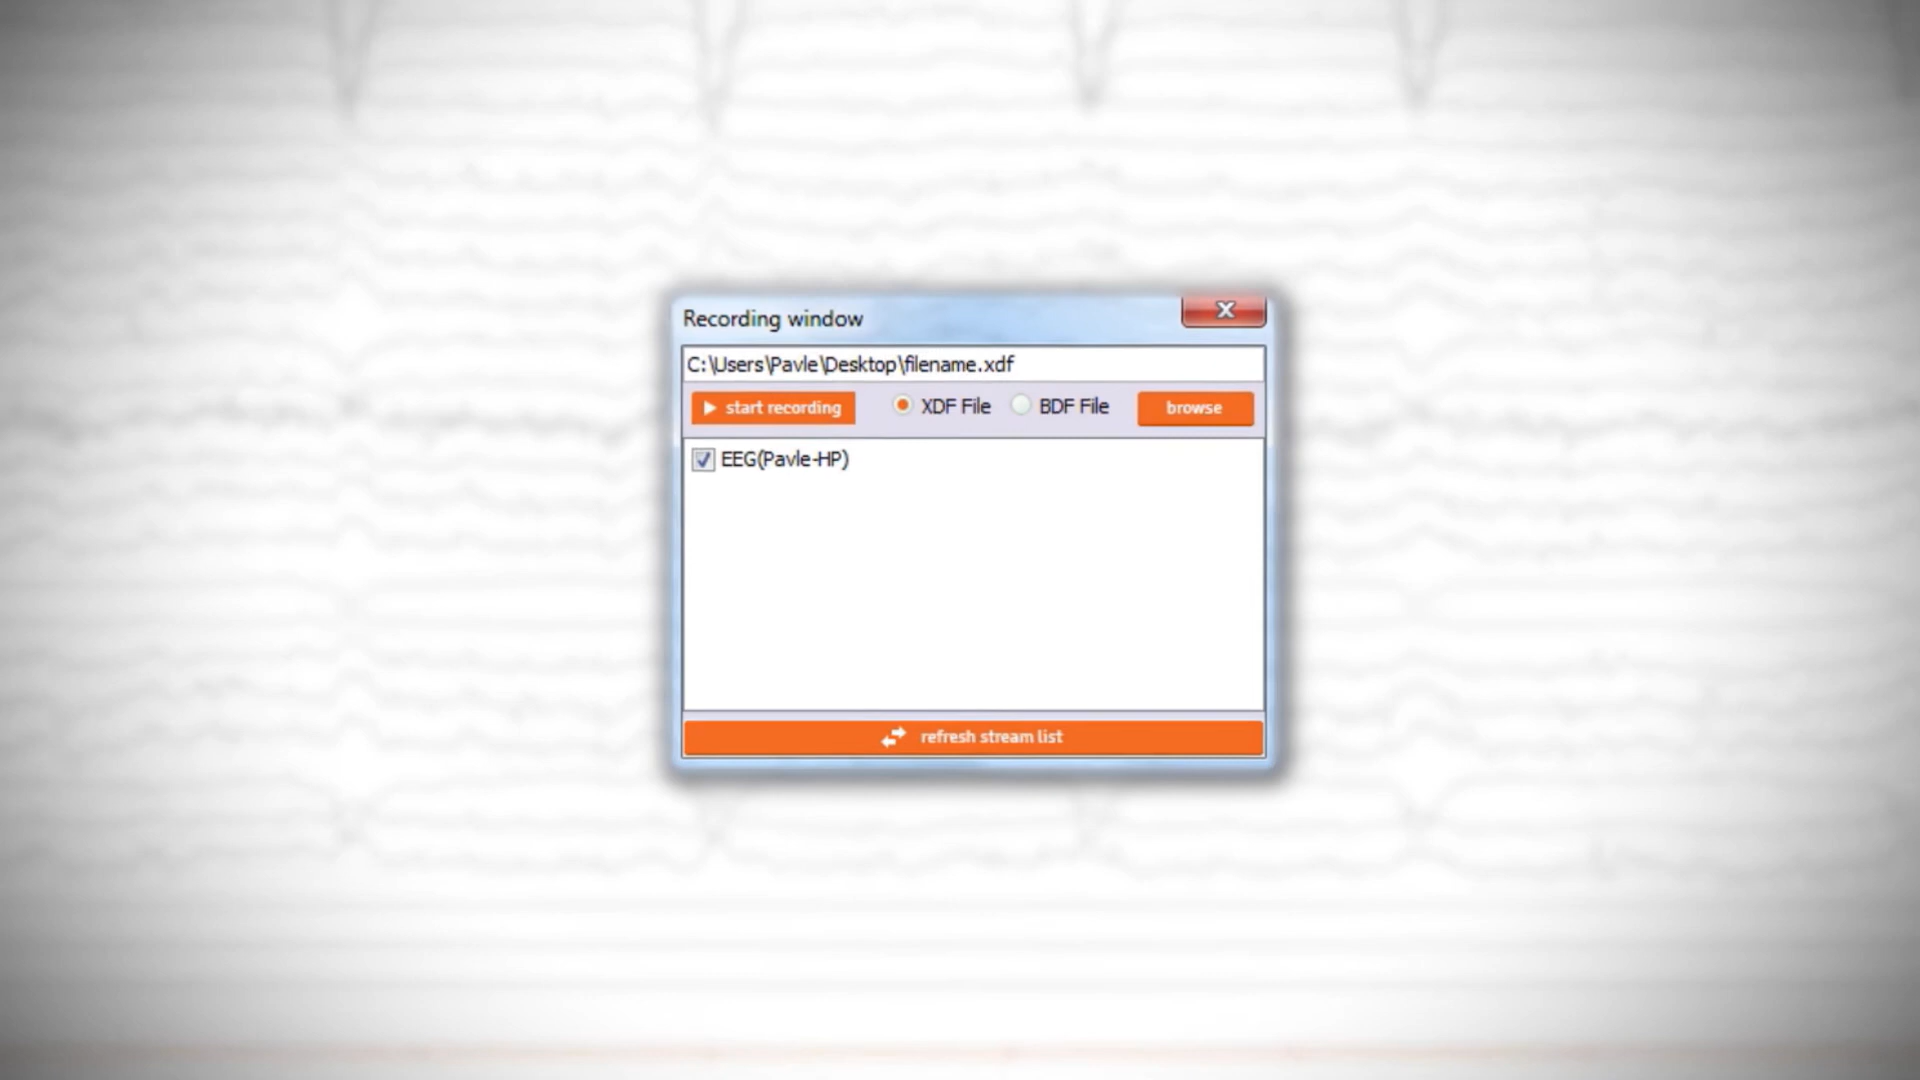 Recording window
C:\Users\Pavle\Desktop\filename.xdf
start recording XDF File BDF File browse
EEG(Pavle-HP)
refresh stream list